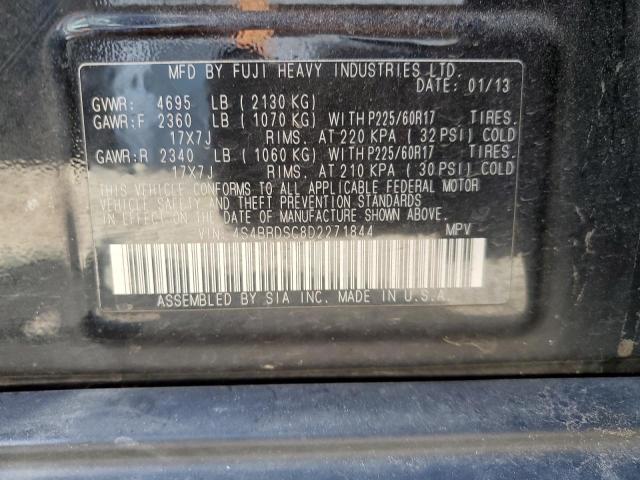 MFD BY FUJI HEAVY INDUSTRIES LTD.
DATE: 01/13
GVWR: 4695 LB (2130 KG)
GAWR:F 2360 LB (1070 KG) WITH P225/60R17 TIRES.
17X7J RIMS. AT 220 KPA (32 PSI) COLD
GAWR:R 2340 LB (1060 KG) WITH P225/60R17 TIRES.
17X7J RIMS. AT 210 KPA (30 PSI) COLD
THIS VEHICLE CONFORMS TO ALL APPLICABLE FEDERAL MOTOR
VEHICLE SAFETY AND THEFT PREVENTION STANDARDS
IN EFFECT ON THE DATE OF MANUFACTURE SHOWN ABOVE.
VIN: 4S4BRDSC8D2271844 MPV
ASSEMBLED BY SIA INC. MADE IN U.S.A.